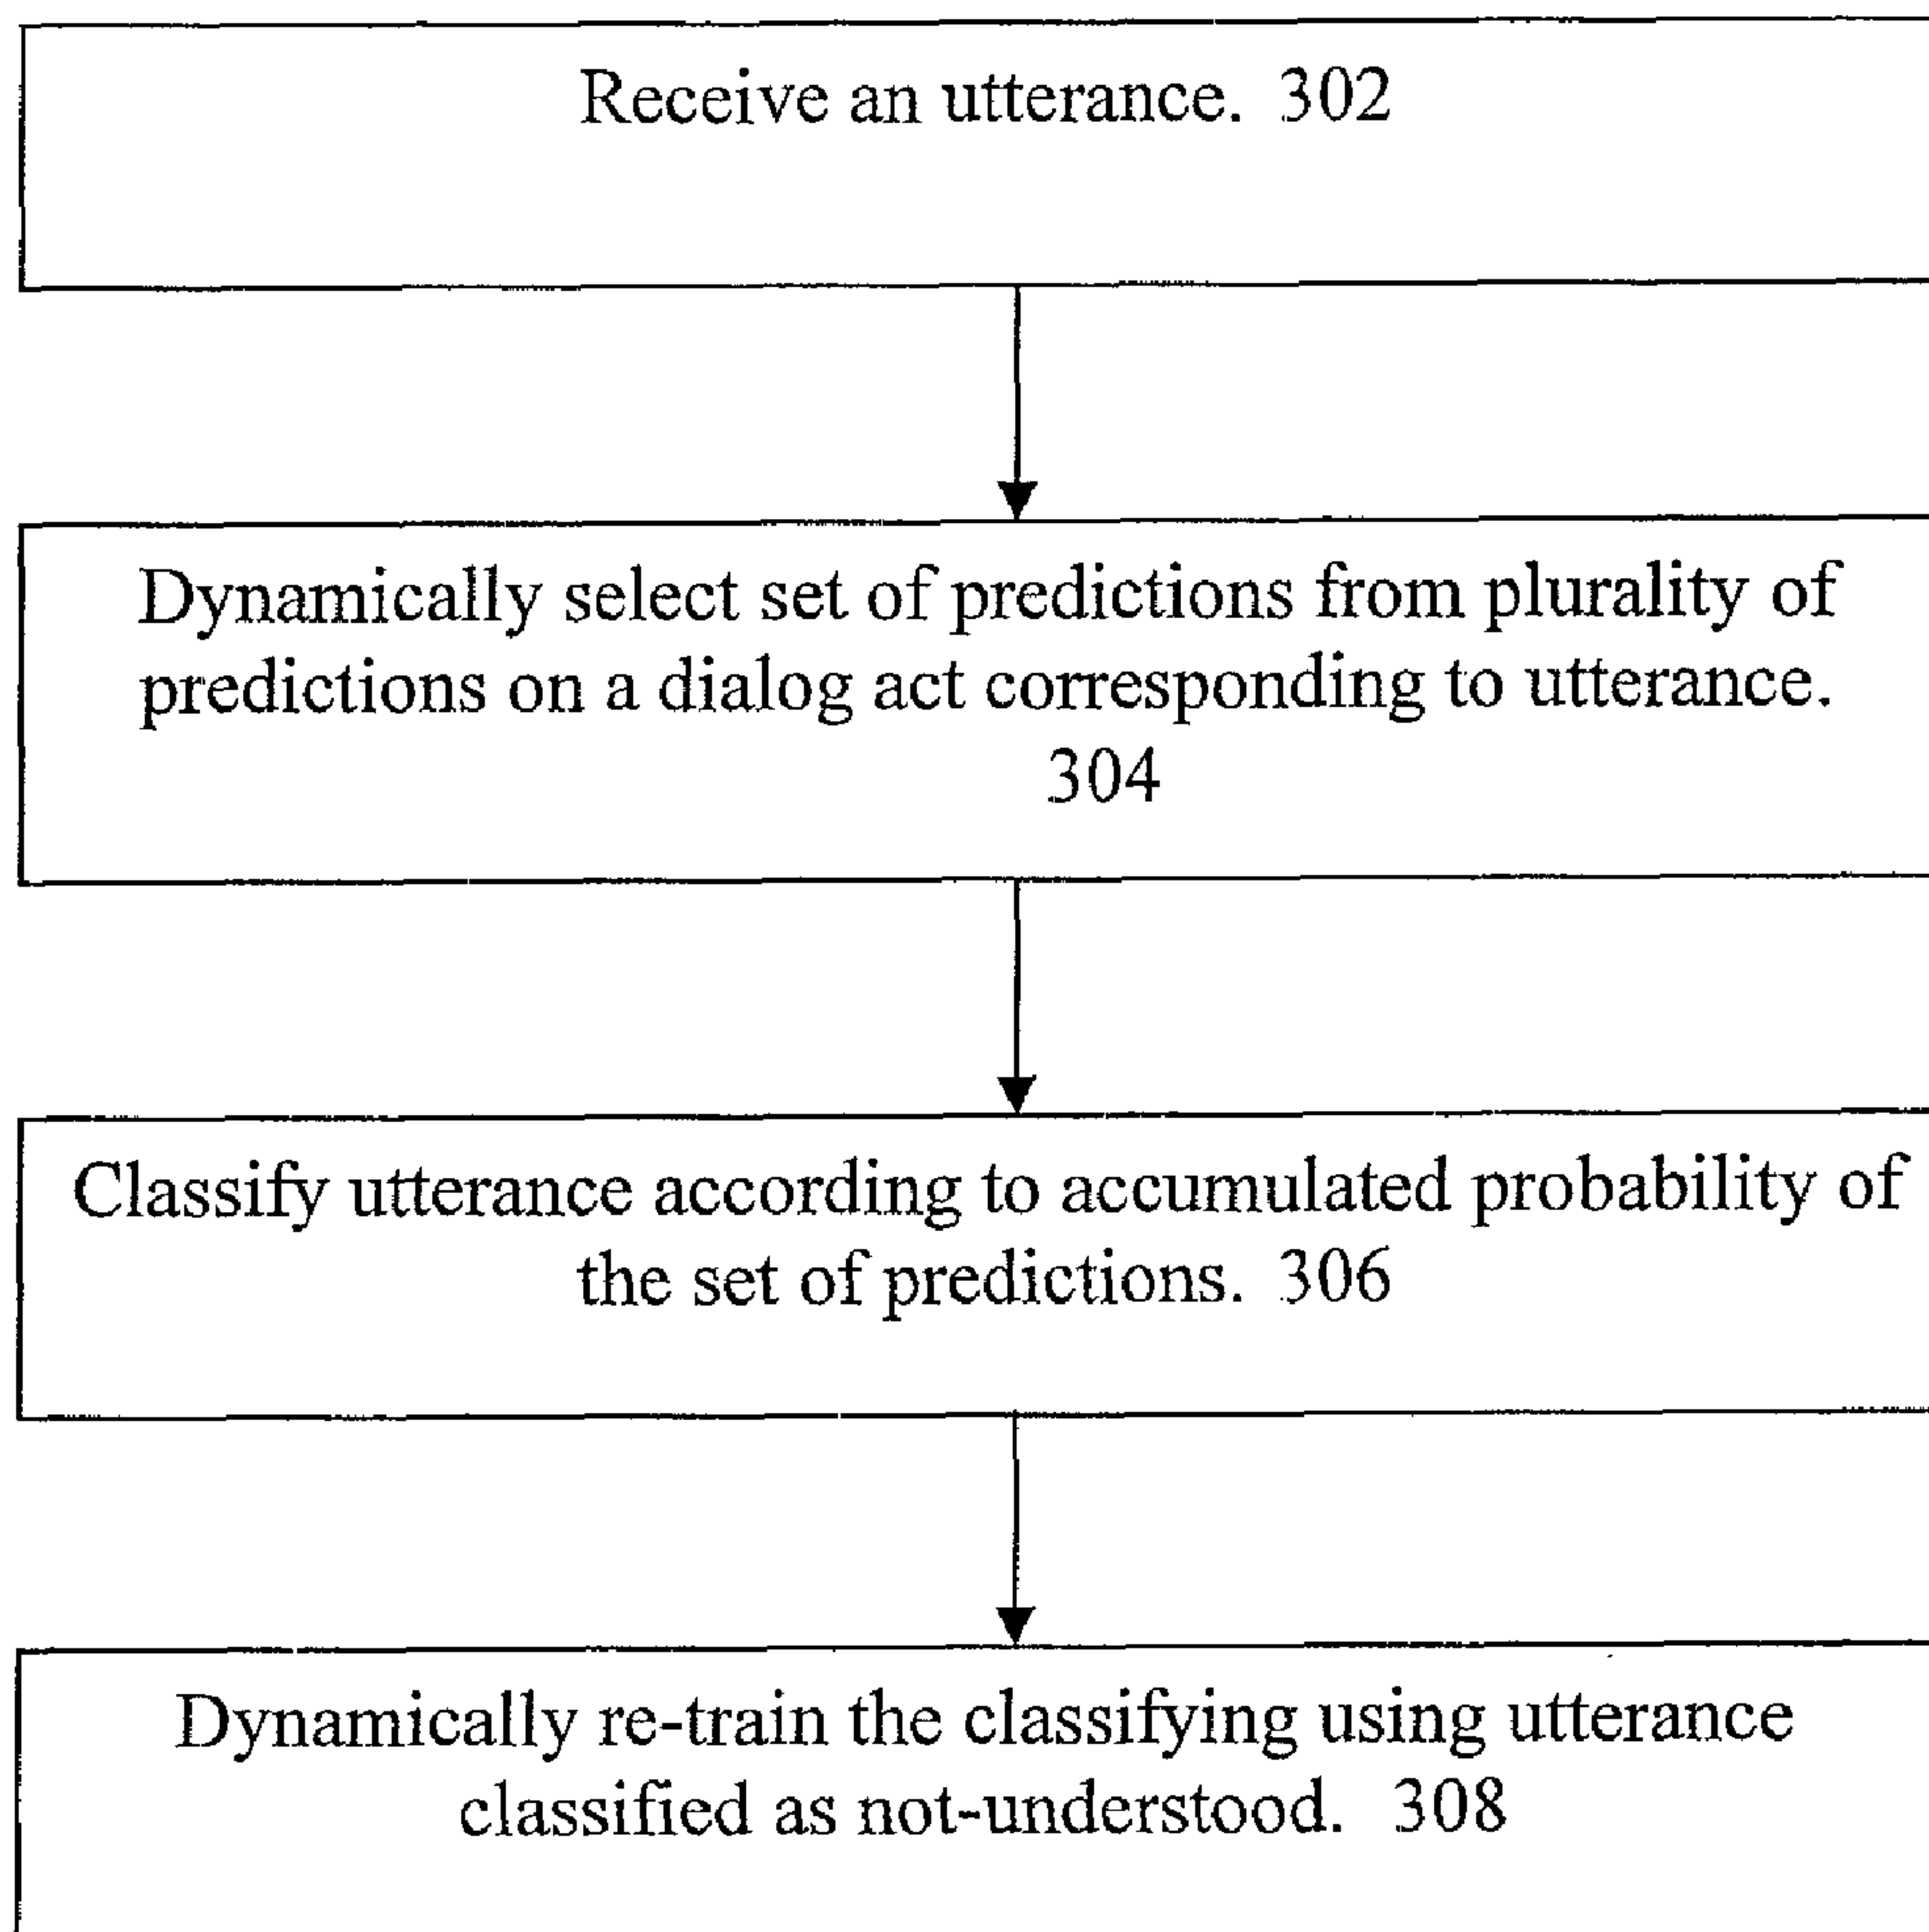 Receive an utterance. 302
Dynamically select set of predictions from plurality of
predictions on a dialog act corresponding to utterance.
304
Classify utterance according to accumulated probability of
the set of predictions. 306
Dynamically re-train the classifying using utterance
classified as not-understood. 308